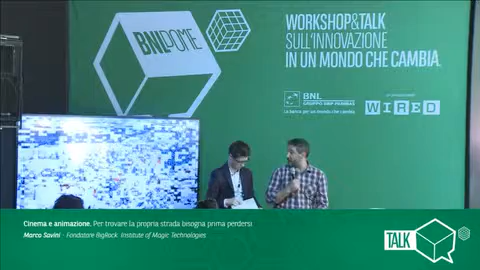 BNLDOME
WORKSHOP&TALK
SULL'INNOVAZIONE
IN UN MONDO CHE CAMBIA.
BNL
GRUPPO BNP PARIBAS
La banca per un mondo che cambia
WIRED
Cinema e animazione. Per trovare la propria strada bisogna prima perdersi
Marco Savini - Fondatore BigRock Institute of Magic Technologies
TALK